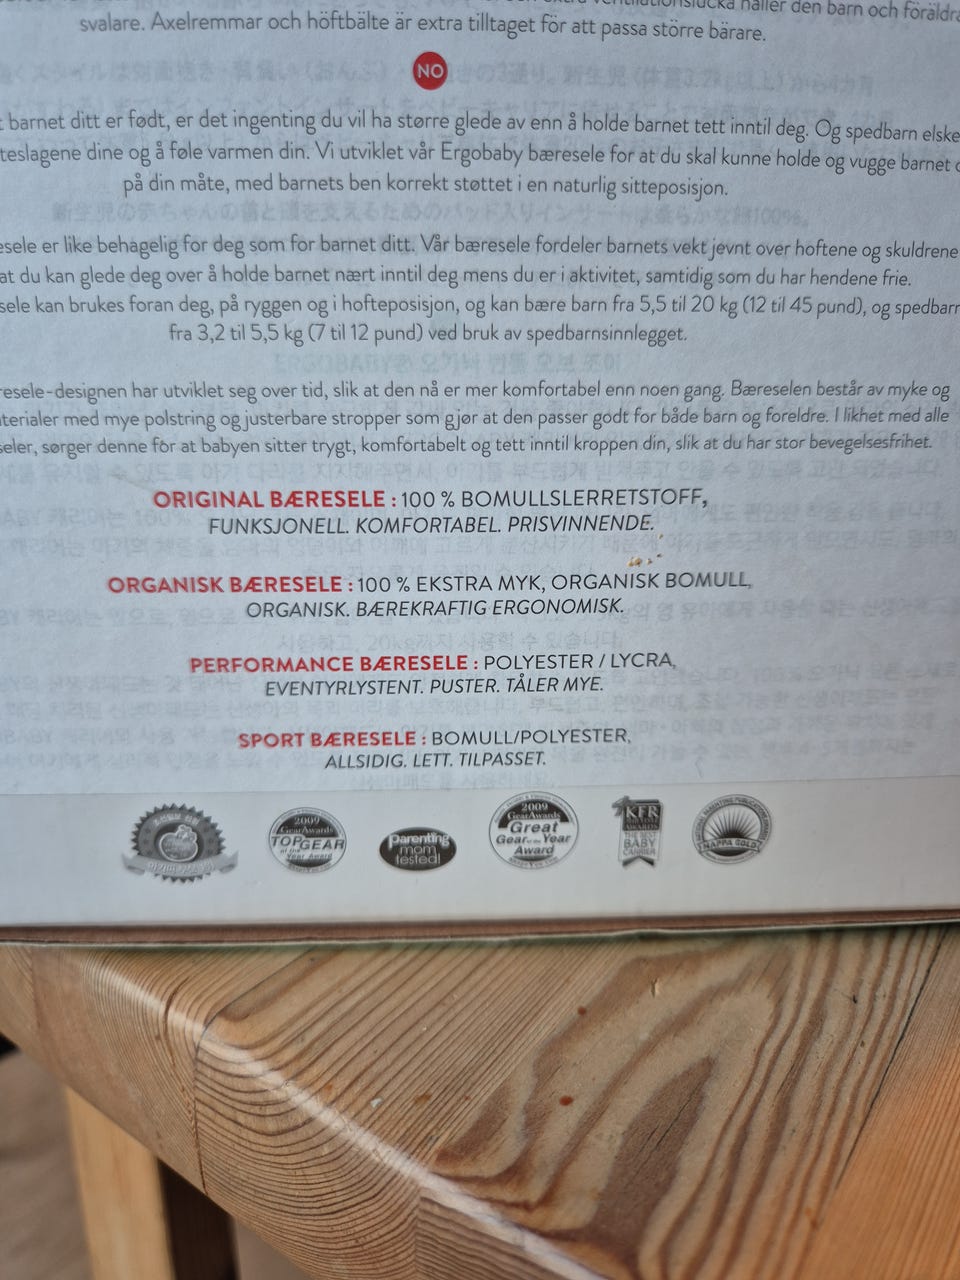 svalare. Axelremmar och höftbälte är extra tilltaget för att passa större bärare.
NO
barnet ditt er født, er det ingenting du vil ha større glede av enn å holde barnet tett inntil deg. Og spedbarn elske
teslagene dine og å føle varmen din. Vi utviklet vår Ergobaby bæresele for at du skal kunne holde og vugge barnet
på din måte, med barnets ben korrekt støttet i en naturlig sitteposisjon.
esele er like behagelig for deg som for barnet ditt. Vår bæresele fordeler barnets vekt jevnt over hoftene og skuldrene
at du kan glede deg over å holde barnet nært inntil deg mens du er i aktivitet, samtidig som du har hendene frie.
sele kan brukes foran deg, på ryggen og i hofteposisjon, og kan bære barn fra 5,5 til 20 kg (12 til 45 pund), og spedbarn
fra 3,2 til 5,5 kg (7 til 12 pund) ved bruk av spedbarnsinnlegget.
resele-designen har utviklet seg over tid, slik at den nå er mer komfortabel enn noen gang. Bæreselen består av myke og
terialer med mye polstring og justerbare stropper som gjør at den passer godt for både barn og foreldre. I likhet med alle
seler, sørger denne for at babyen sitter trygt, komfortabelt og tett inntil kroppen din, slik at du har stor bevegelsesfrihet.
ORIGINAL BÆRESELE : 100 % BOMULLSLERRETSTOFF,
FUNKSJONELL. KOMFORTABEL. PRISVINNENDE.
ORGANISK BÆRESELE : 100 % EKSTRA MYK, ORGANISK BOMULL,
ORGANISK. BÆREKRAFTIG ERGONOMISK.
PERFORMANCE BÆRESELE : POLYESTER / LYCRA,
EVENTYRLYSTENT. PUSTER. TÅLER MYE.
SPORT BÆRESELE : BOMULL/POLYESTER,
ALLSIDIG. LETT. TILPASSET.
2009
GearAwards
TOPGEAR
of the
Year Award
Parenting
mom
tested!
2009
GearAwards
Great
Gear of the Year
Award
KFR
AWARDS
THE BEST
BABY
CARRIER
NAPPA GOLD